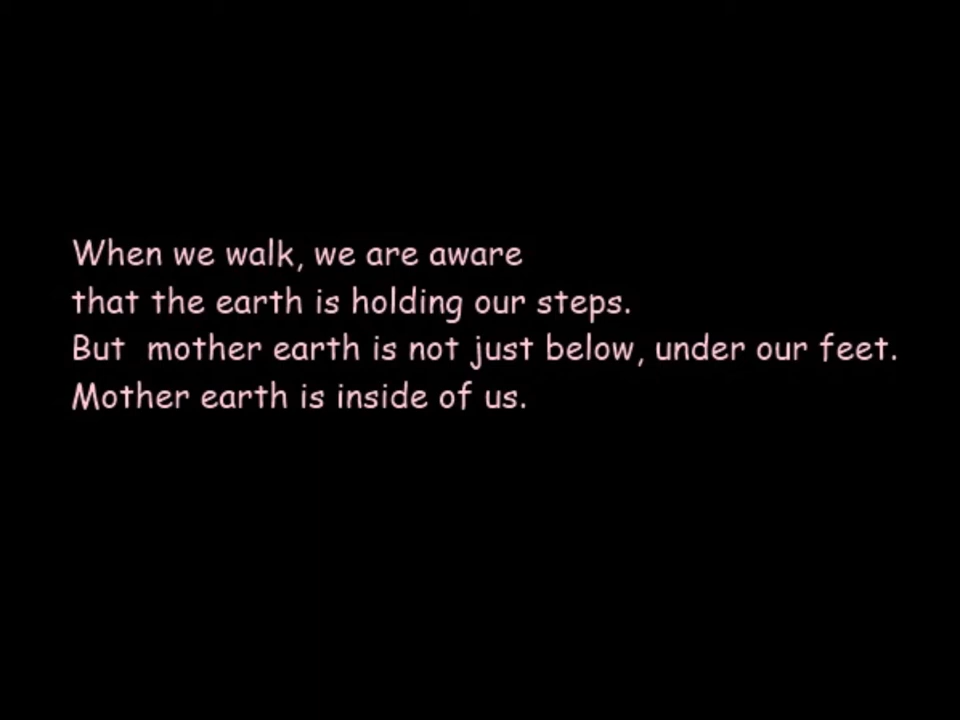 When we walk, we are aware
that the earth is holding our steps.
But  mother earth is not just below, under our feet.
Mother earth is inside of us.